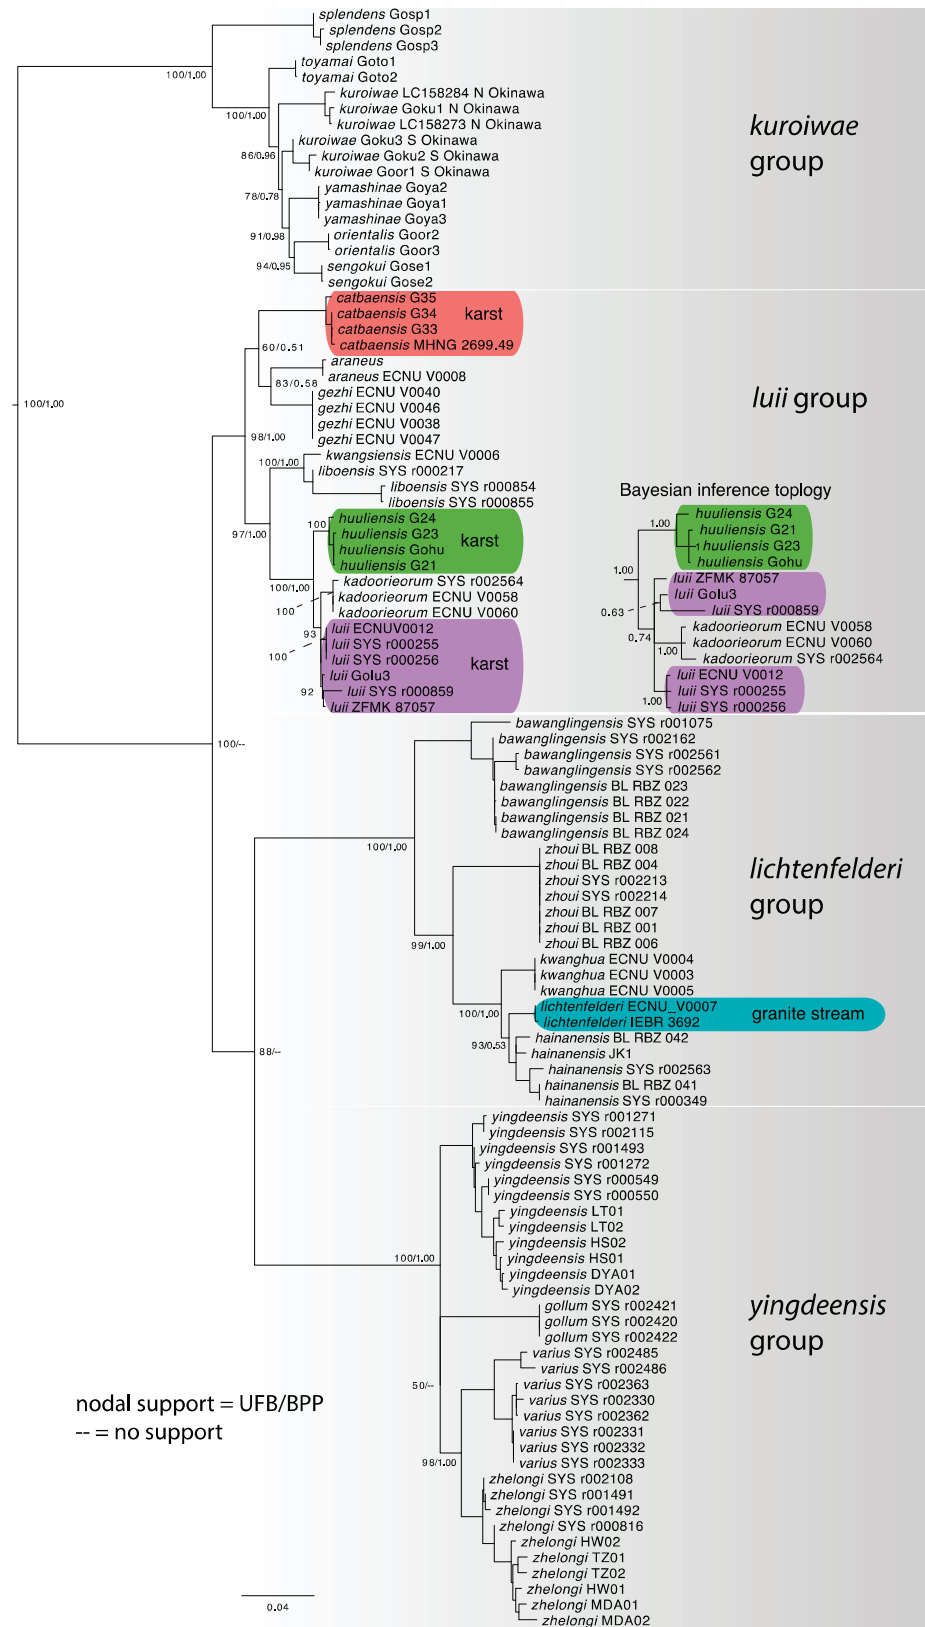 splendens Gosp1
splendens Gosp2
splendens Gosp3
100/1.00
toyamai Goto1
toyamai Goto2
100/1.00
kuroiwae LC158284 N Okinawa
kuroiwae Goku1 N Okinawa
kuroiwae LC158273 N Okinawa
kuroiwae
group
86/0.96
kuroiwae Goku3 S Okinawa
kuroiwae Goku2 S Okinawa
kuroiwae Goor1 S Okinawa
78/0.78
yamashinae Goya2
yamashinae Goya1
yamashinae Goya3
91/0.98
orientalis Goor2
orientalis Goor3
94/0.95
sengokui Gose1
sengokui Gose2
catbaensis G35
catbaensis G34
catbaensis G33
catbaensis MHNG 2699.49
karst
60/0.51
araneus
araneus ECNU V0008
83/0.58
gezhi ECNU V0040
gezhi ECNU V0046
gezhi ECNU V0038
gezhi ECNU V0047
luii group
100/1.00
98/1.00
kwangsiensis ECNU V0006
100/1.00
liboensis SYS r000217
liboensis SYS r000854
liboensis SYS r000855
97/1.00
huuliensis G24
100
huuliensis G23
huuliensis Gohu
huuliensis G21
karst
100/1.00
kadoorieorum SYS r002564
kadoorieorum ECNU V0058
kadoorieorum ECNU V0060
100
93
luii ECNUV0012
luii SYS r000255
luii SYS r000256
100
luii Golu3
luii SYS r000859
luii ZFMK 87057
92
karst
Bayesian inference toplogy
huuliensis G24
1.00
huuliensis G21
huuliensis G23
1
huuliensis Gohu
1.00
luii ZFMK 87057
luii Golu3
0.63
luii SYS r000859
0.74
kadoorieorum ECNU V0058
kadoorieorum ECNU V0060
1.00
kadoorieorum SYS r002564
luii ECNU V0012
luii SYS r000255
1.00
luii SYS r000256
100/--
bawanglingensis SYS r001075
bawanglingensis SYS r002162
bawanglingensis SYS r002561
bawanglingensis SYS r002562
bawanglingensis BL RBZ 023
bawanglingensis BL RBZ 022
bawanglingensis BL RBZ 021
bawanglingensis BL RBZ 024
100/1.00
zhoui BL RBZ 008
zhoui BL RBZ 004
zhoui SYS r002213
zhoui SYS r002214
zhoui BL RBZ 007
zhoui BL RBZ 001
zhoui BL RBZ 006
lichtenfelderi
group
99/1.00
kwanghua ECNU V0004
kwanghua ECNU V0003
kwanghua ECNU V0005
100/1.00
lichtenfelderi ECNU_V0007
lichtenfelderi IEBR 3692
granite stream
93/0.53
hainanensis BL RBZ 042
hainanensis JK1
hainanensis SYS r002563
hainanensis BL RBZ 041
hainanensis SYS r000349
88/--
yingdeensis SYS r001271
yingdeensis SYS r002115
yingdeensis SYS r001493
yingdeensis SYS r001272
yingdeensis SYS r000549
yingdeensis SYS r000550
yingdeensis LT01
yingdeensis LT02
yingdeensis HS02
yingdeensis HS01
yingdeensis DYA01
yingdeensis DYA02
100/1.00
gollum SYS r002421
gollum SYS r002420
gollum SYS r002422
yingdeensis
group
50/--
varius SYS r002485
varius SYS r002486
varius SYS r002363
varius SYS r002330
varius SYS r002362
varius SYS r002331
varius SYS r002332
varius SYS r002333
98/1.00
zhelongi SYS r002108
zhelongi SYS r001491
zhelongi SYS r001492
zhelongi SYS r000816
zhelongi HW02
zhelongi TZ01
zhelongi TZ02
zhelongi HW01
zhelongi MDA01
zhelongi MDA02
nodal support = UFB/BPP
-- = no support
0.04